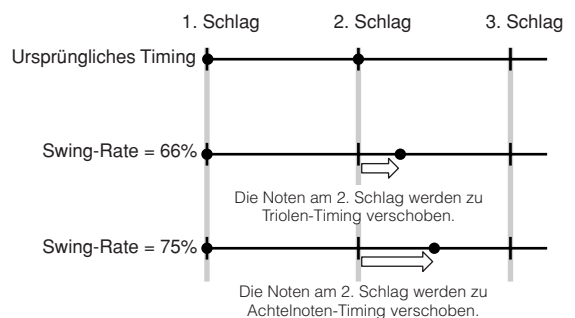 1. Schlag 2. Schlag 3. Schlag
Ursprüngliches Timing
Swing-Rate = 66%
Die Noten am 2. Schlag werden zu
Triolen-Timing verschoben.
Swing-Rate = 75%
Die Noten am 2. Schlag werden zu
Achtelnoten-Timing verschoben.